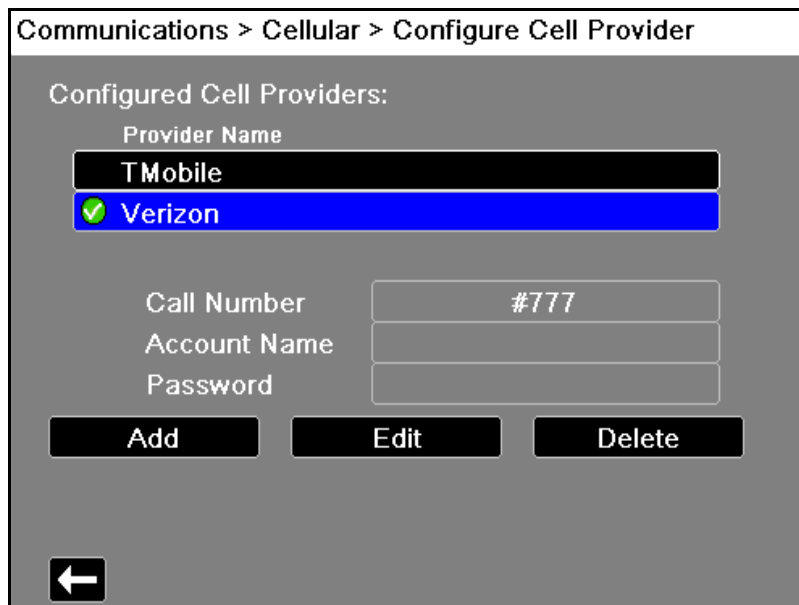 Communications > Cellular > Configure Cell Provider
Configured Cell Providers:
Provider Name
TMobile
Verizon
Call Number #777
Account Name
Password
Add Edit Delete